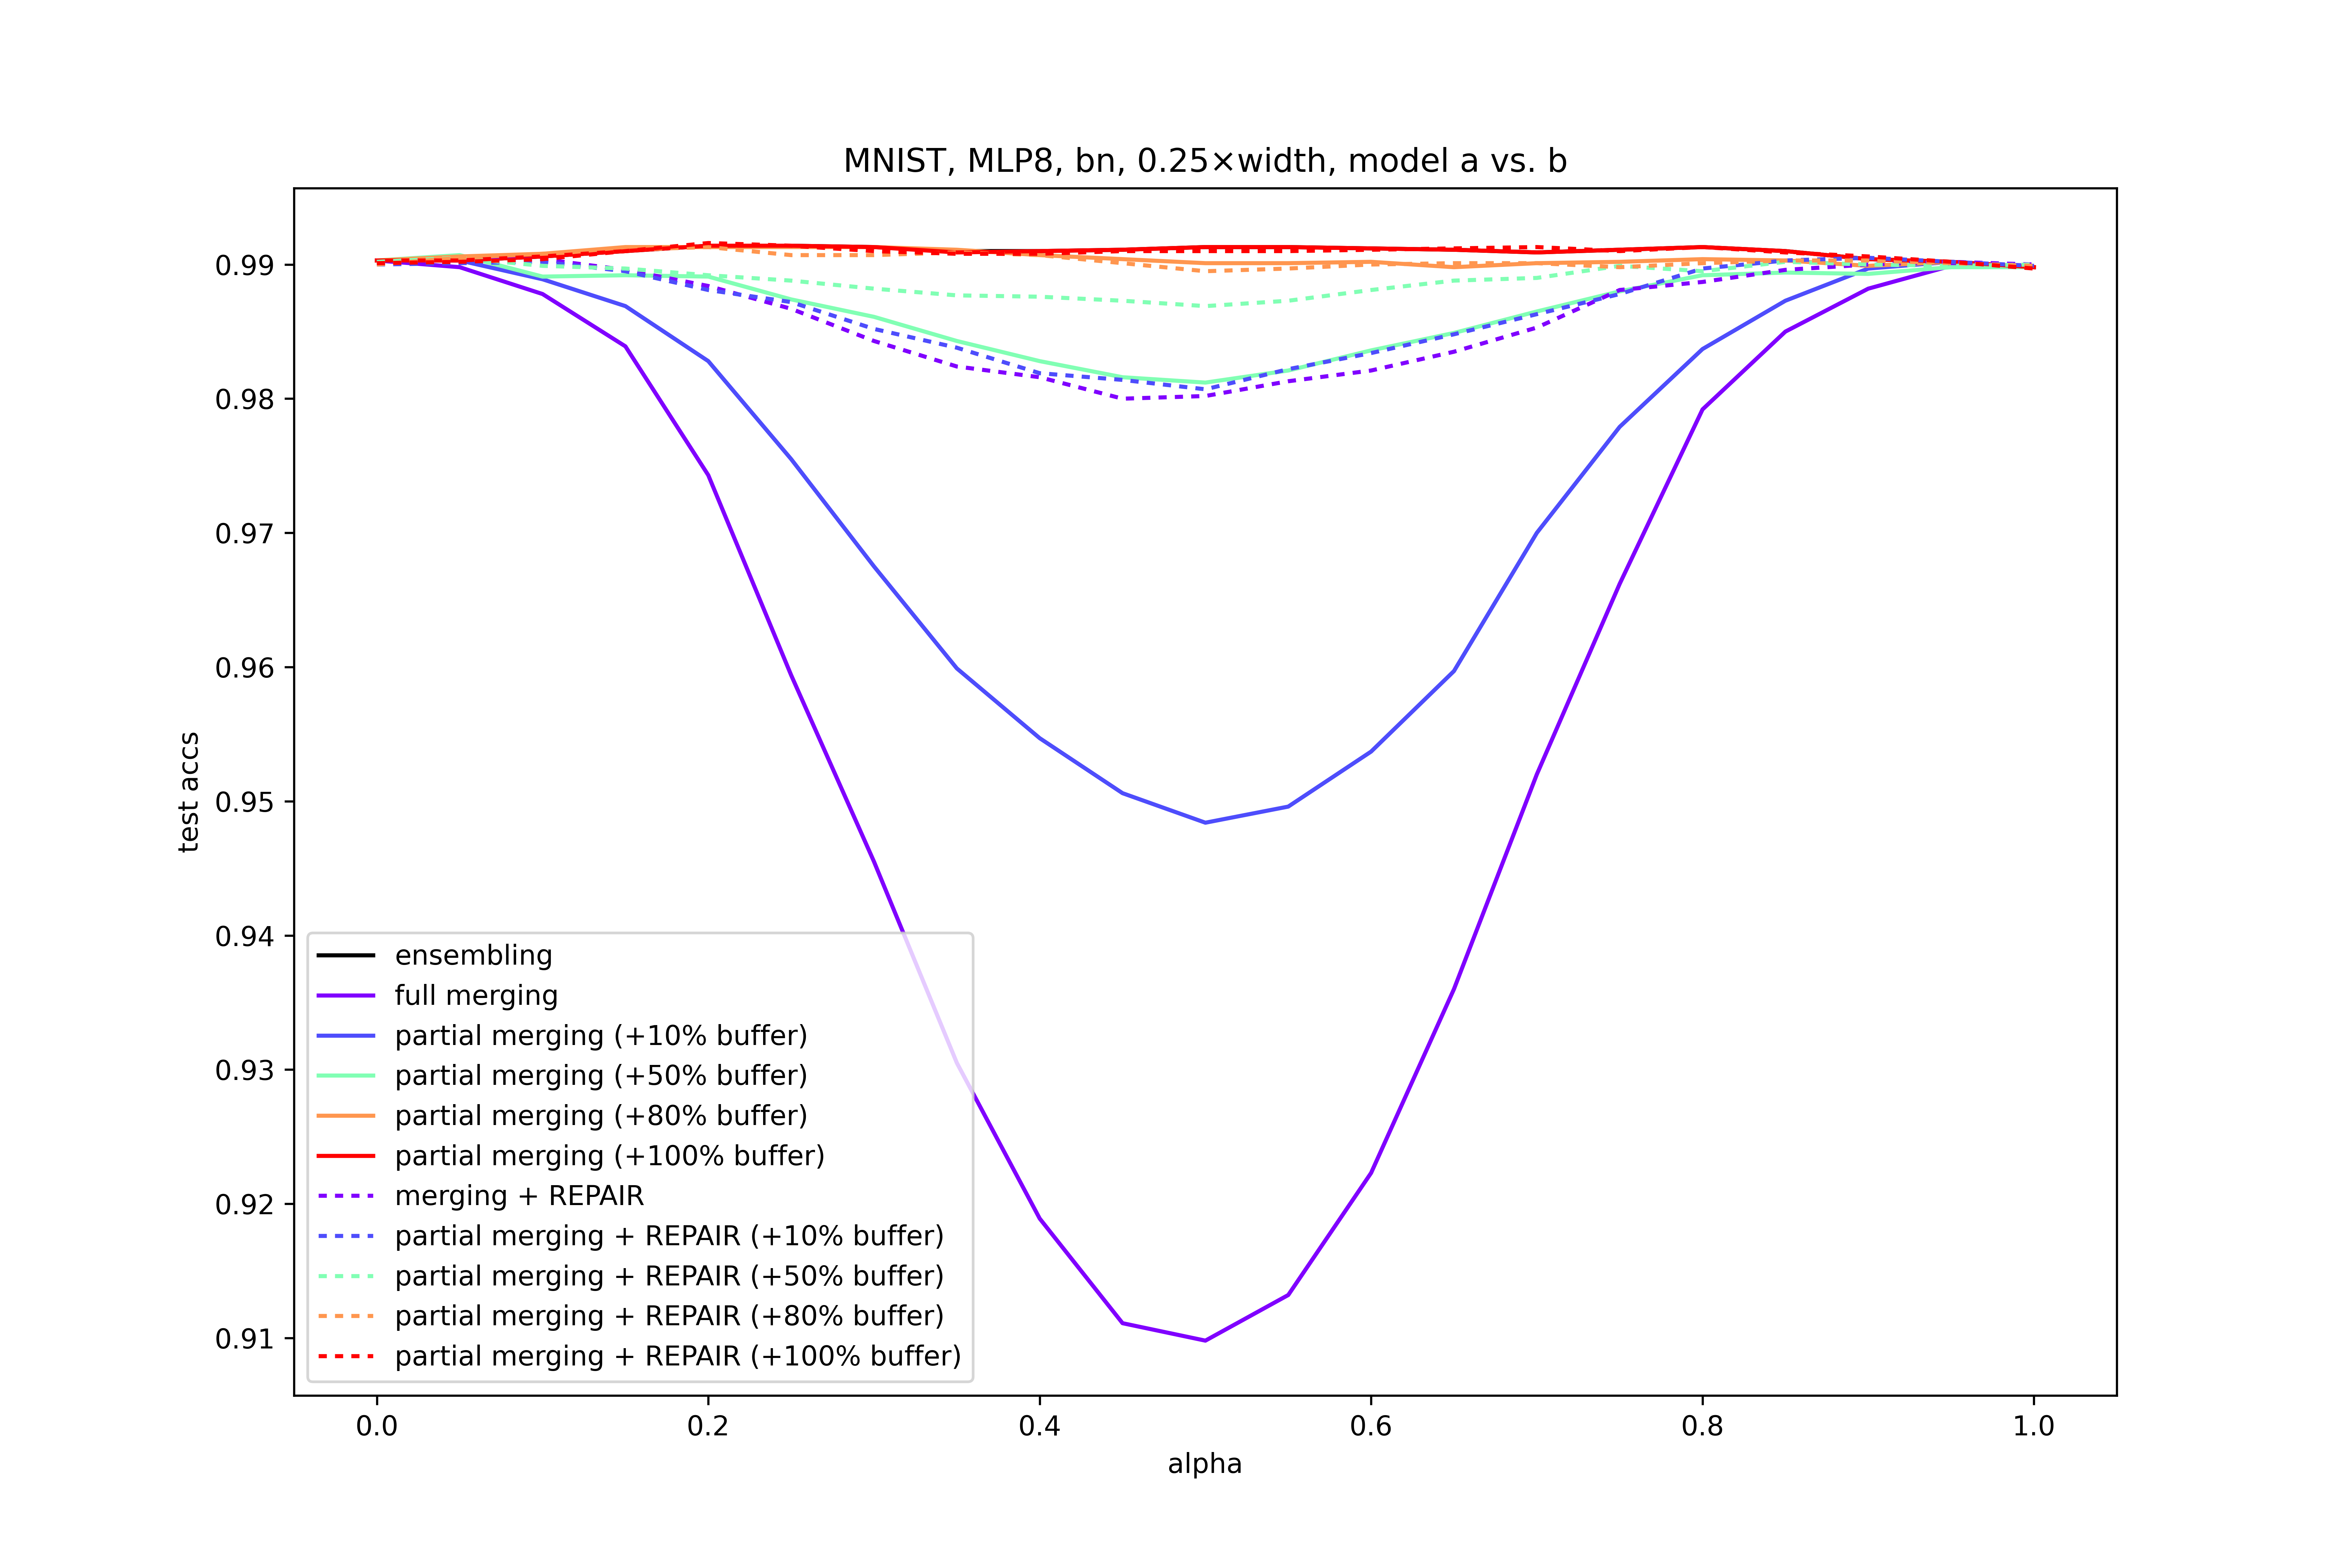 MNIST, MLP8, bn, 0.25×width, model a vs. b
0.99
0.98
0.97
0.96
0.95
0.94
0.93
0.92
0.91
test accs
ensembling
full merging
partial merging (+10% buffer)
partial merging (+50% buffer)
partial merging (+80% buffer)
partial merging (+100% buffer)
merging + REPAIR
partial merging + REPAIR (+10% buffer)
partial merging + REPAIR (+50% buffer)
partial merging + REPAIR (+80% buffer)
partial merging + REPAIR (+100% buffer)
0.0 0.2 0.4 0.6 0.8 1.0
alpha